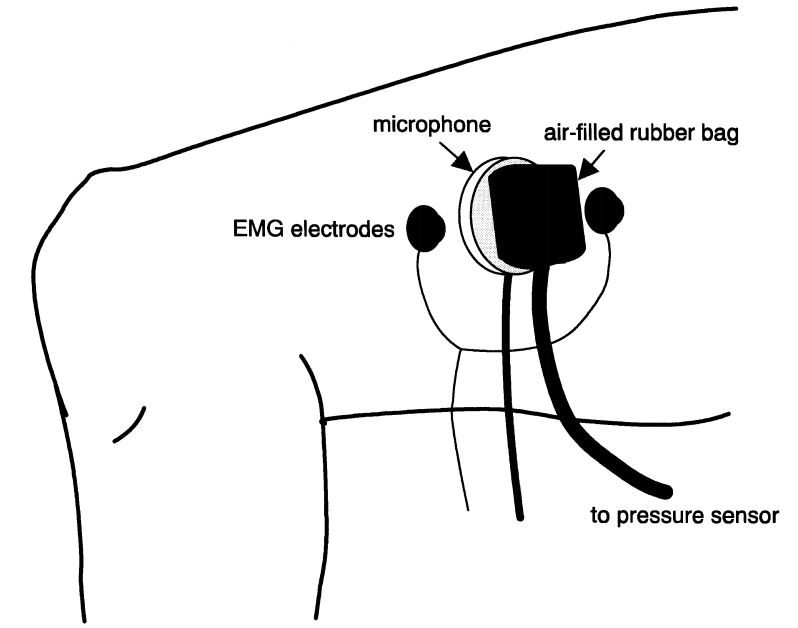 microphone
air-filled rubber bag
EMG electrodes
to pressure sensor